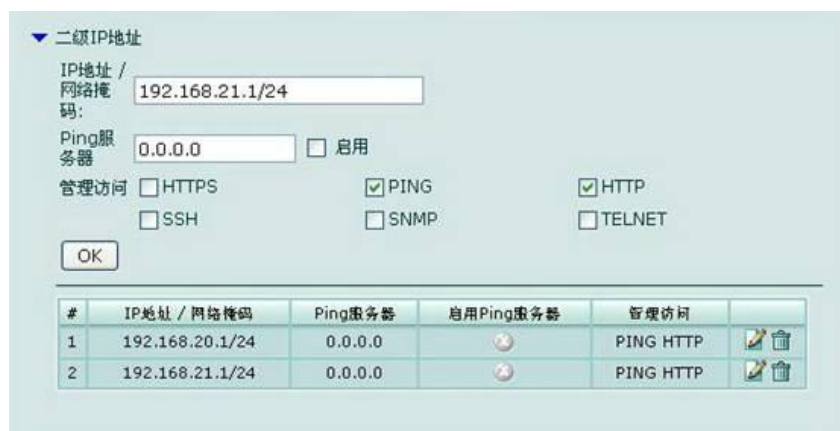 二级IP地址
IP地址 /
网络掩
码:
192.168.21.1/24
Ping服
务器
0.0.0.0
启用
管理访问 HTTPS PING HTTP
SSH SNMP TELNET
OK
# IP地址 / 网络掩码 Ping服务器 启用Ping服务器 管理访问
1 192.168.20.1/24 0.0.0.0 PING HTTP
2 192.168.21.1/24 0.0.0.0 PING HTTP